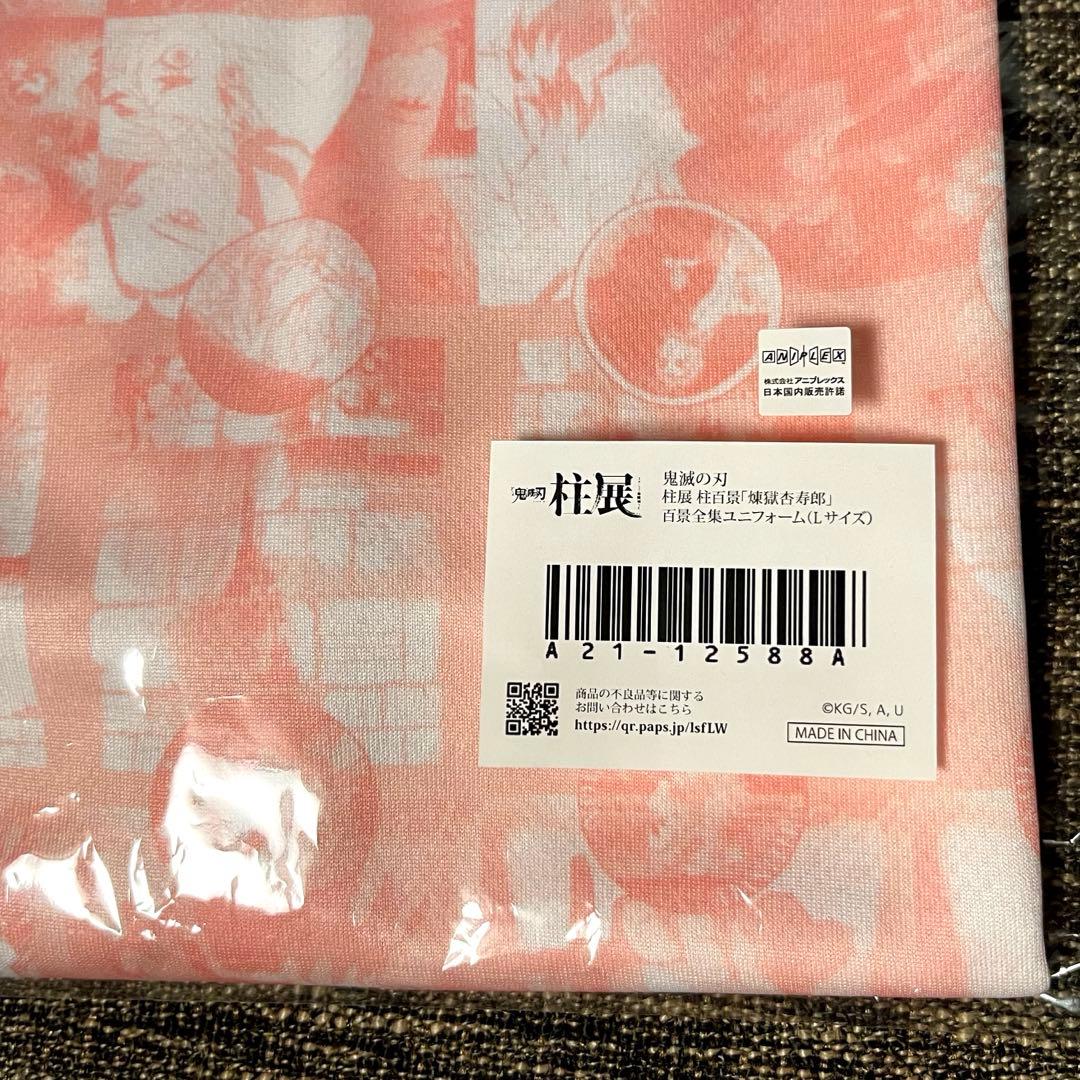 ANIPLEX
株式会社アニプレックス
日本国内販売許諾
鬼滅の刃
柱展
鬼滅の刃
柱展 柱百景「煉獄杏寿郎」
百景全集ユニフォーム(Lサイズ)
A21-12588A
商品の不良品等に関する
お問い合わせはこちら
https://qr.paps.jp/lsfLW
©KG/S, A, U
MADE IN CHINA